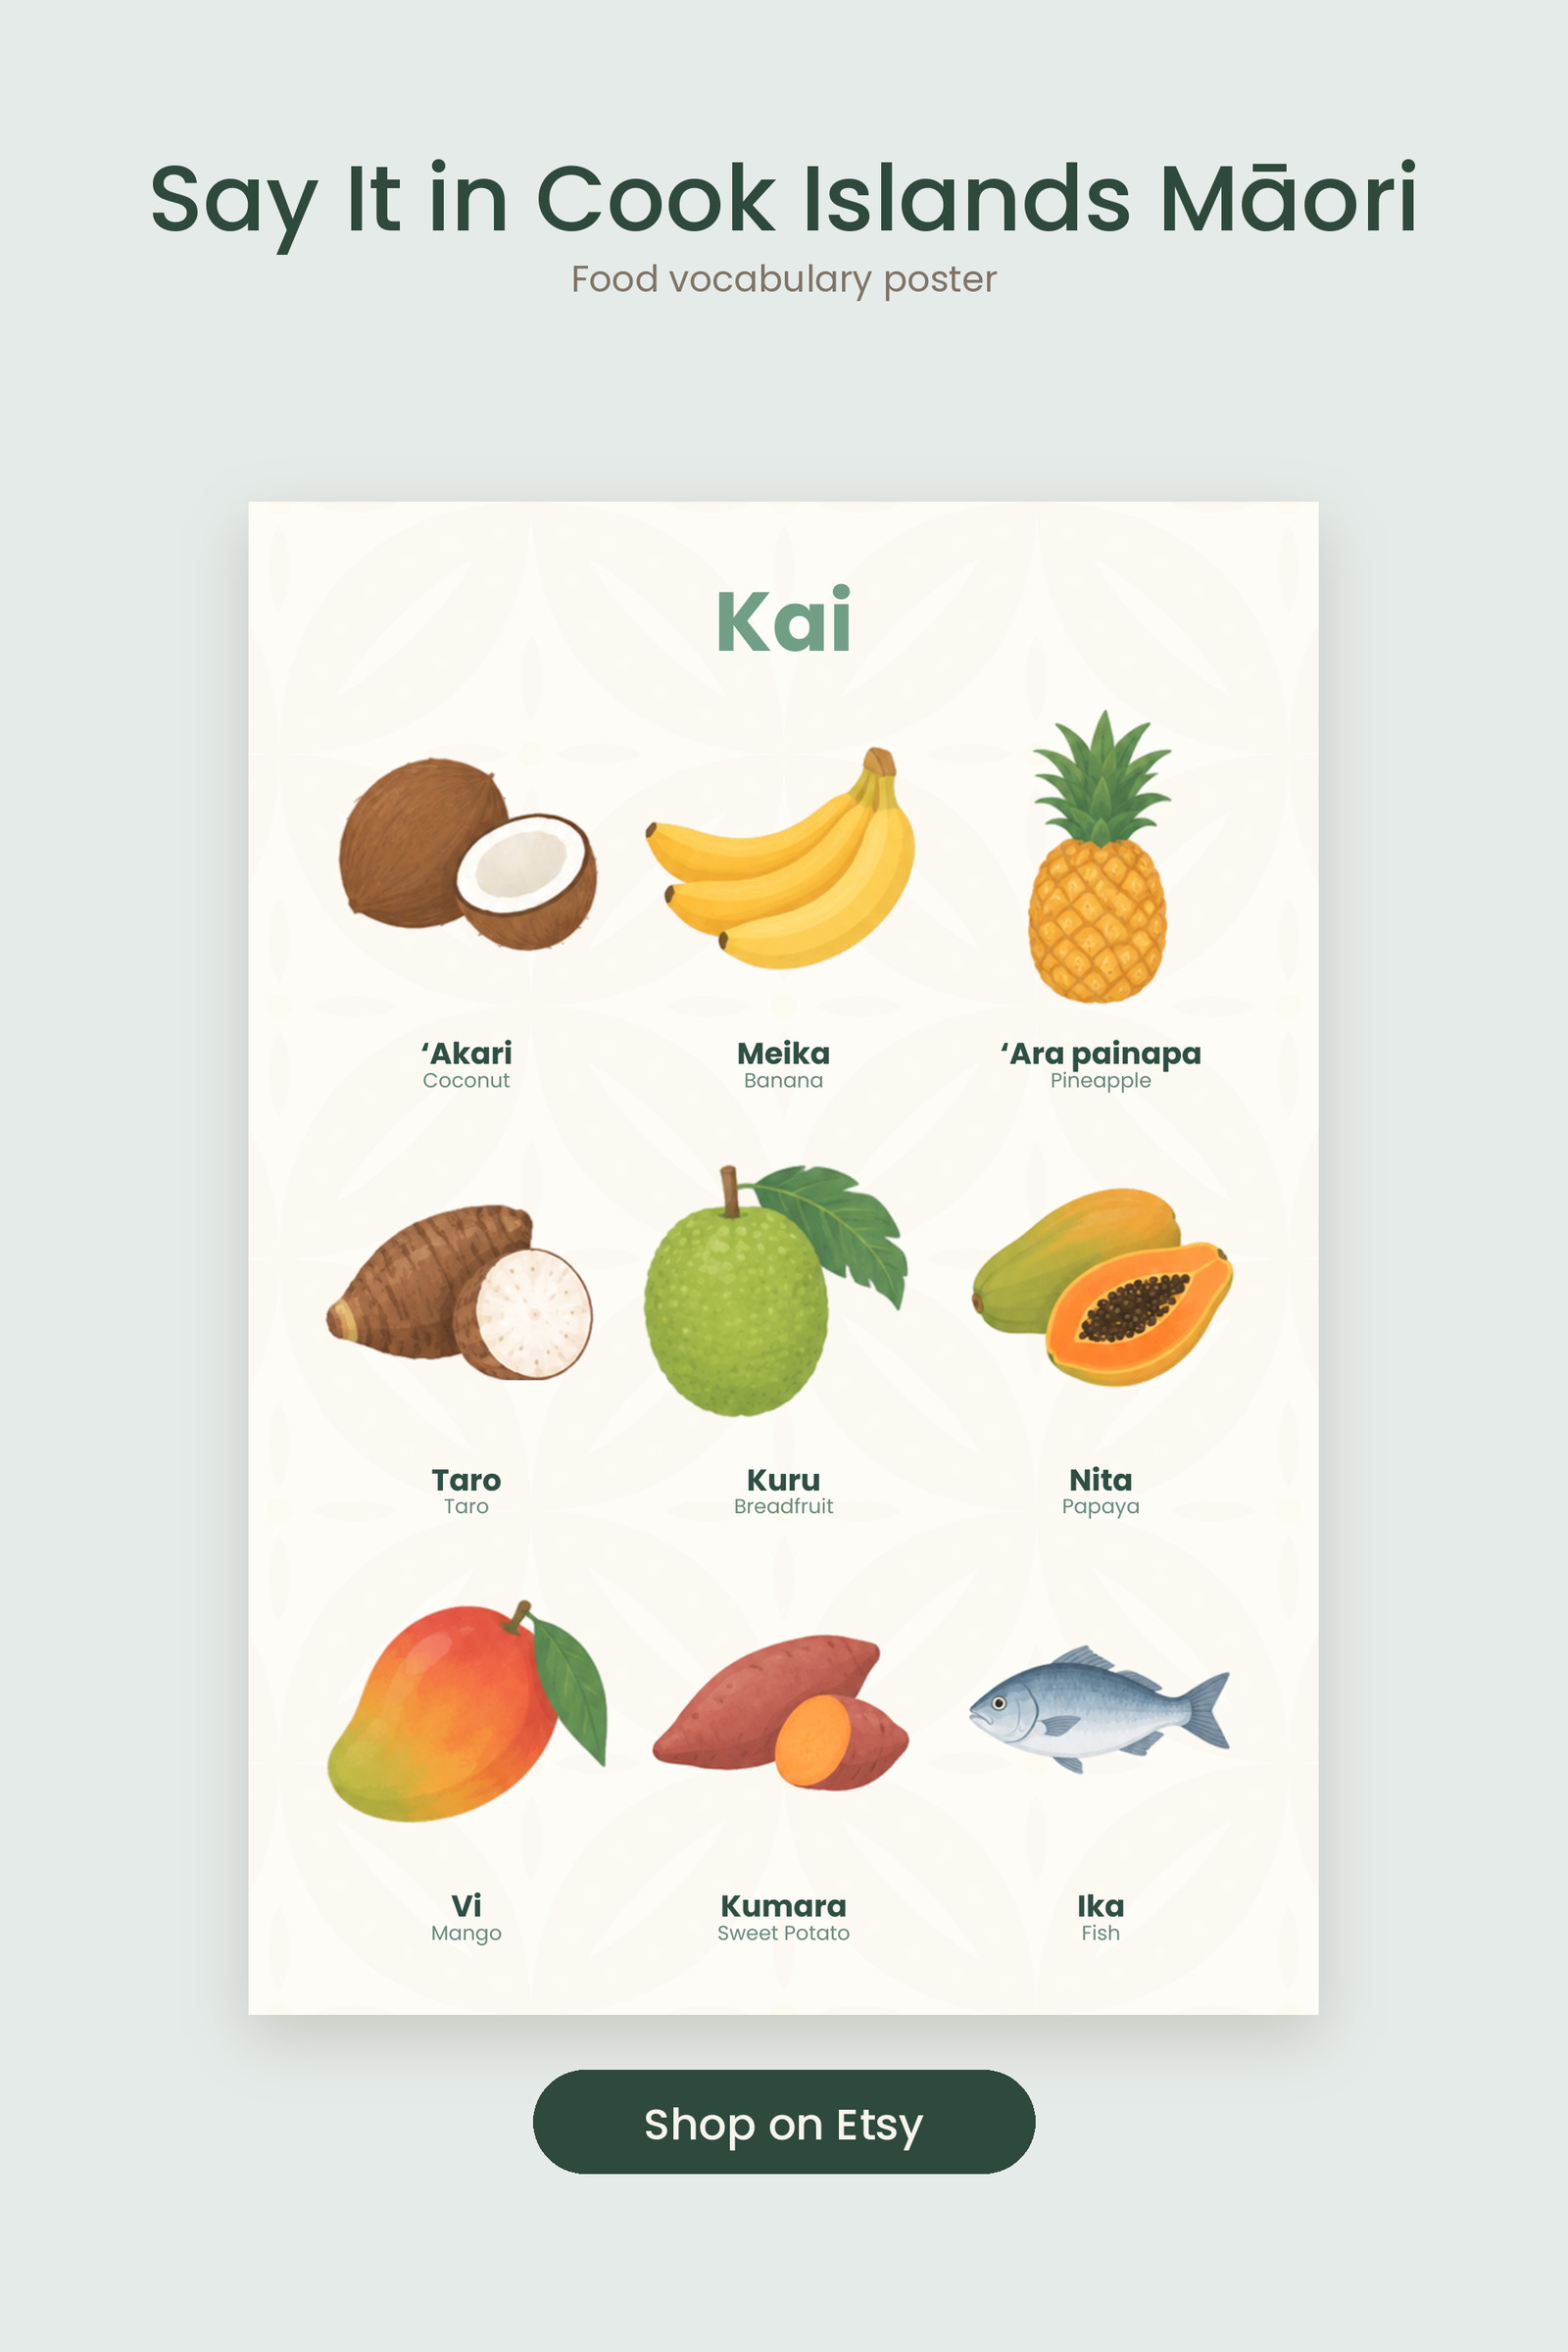 Say It in Cook Islands Māori
Food vocabulary poster
Kai
‘Akari
Coconut
Meika
Banana
‘Ara painapa
Pineapple
Taro
Taro
Kuru
Breadfruit
Nita
Papaya
Vi
Mango
Kumara
Sweet Potato
Ika
Fish
Shop on Etsy